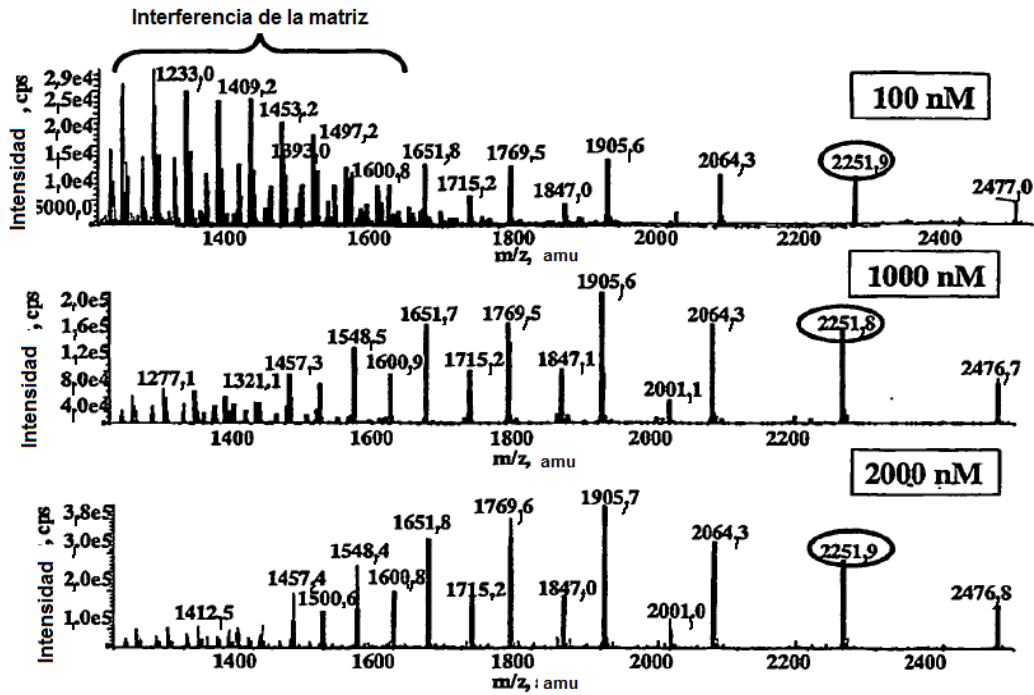 Interferencia de la matriz
Intensidad , cps
2,9e4
2,5e4
2,0e4
1,5e4
1,0e4
5000,0
1233,0
1409,2
1453,2
1497,2
1393,0
1600,8
1651,8
1715,2
1769,5
1847,0
1905,6
2064,3
2251,9
2477,0
100 nM
1400 1600 1800 2000 2200 2400
m/z, amu
Intensidad , cps
2,0e5
1,6e5
1,2e5
8,0e4
4,0e4
1277,1
1321,1
1457,3
1548,5
1600,9
1651,7
1715,2
1769,5
1847,1
1905,6
2001,1
2064,3
2251,8
2476,7
1000 nM
1400 1600 1800 2000 2200
m/z, amu
Intensidad , cps
3,8e5
3,0e5
2,0e5
1,0e5
1412,5
1457,4
1500,6
1548,4
1600,8
1651,8
1715,2
1769,6
1847,0
1905,7
2001,0
2064,3
2251,9
2476,8
2000 nM
1400 1600 1800 2000 2200 2400
m/z, : amu